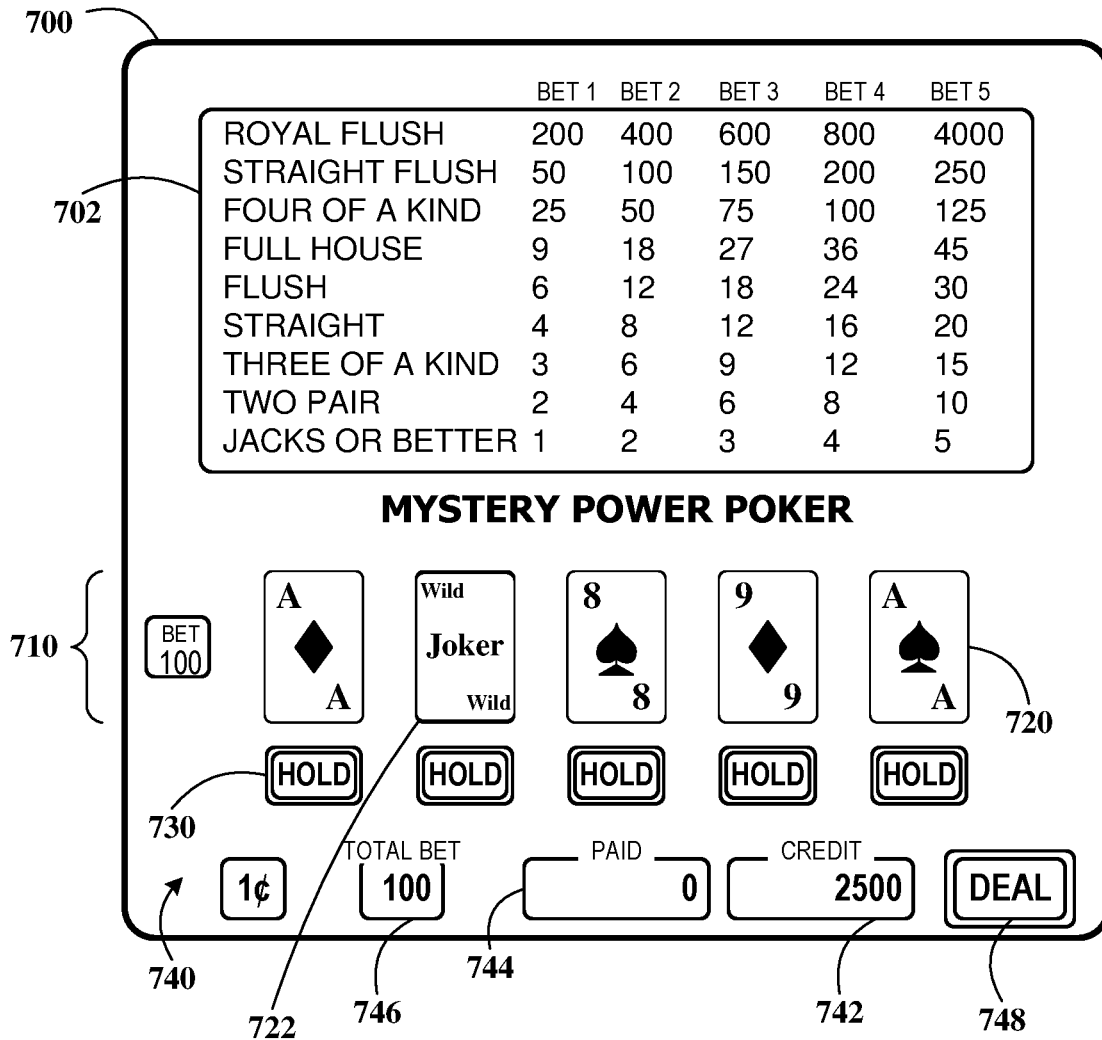 700
BET 1 BET 2 BET 3 BET 4 BET 5
ROYAL FLUSH 200 400 600 800 4000
STRAIGHT FLUSH 50 100 150 200 250
702
FOUR OF A KIND 25 50 75 100 125
FULL HOUSE 9 18 27 36 45
FLUSH 6 12 18 24 30
STRAIGHT 4 8 12 16 20
THREE OF A KIND 3 6 9 12 15
TWO PAIR 2 4 6 8 10
JACKS OR BETTER 1 2 3 4 5
MYSTERY POWER POKER
A Wild 8 9 A
710 BET 100 Joker
A Wild 8 9 A
720
HOLD HOLD HOLD HOLD HOLD
730
TOTAL BET PAID CREDIT
1¢ 100 0 2500 DEAL
740 746 744 742 748
722